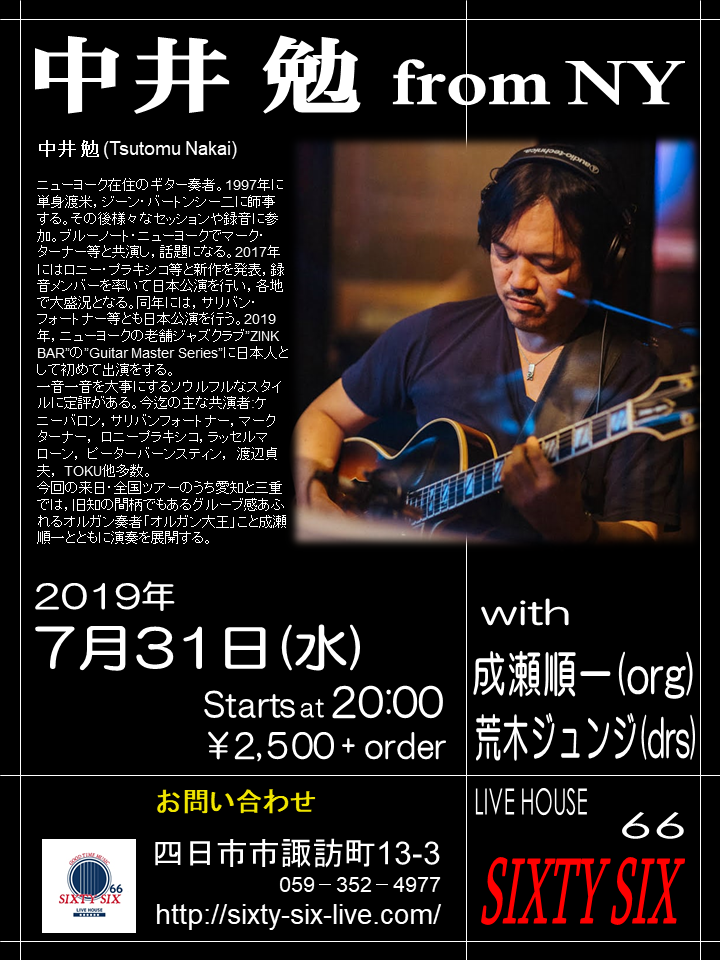 中井 勉 from NY
中井 勉 (Tsutomu Nakai)
ニューヨーク在住のギター奏者。1997年に
単身渡米, ジーン・バートンシーニに師事
する。その後様々なセッションや録音に参
加。ブルーノート・ニューヨークでマーク・
ターナー等と共演し, 話題になる。2017年
にはロニー・プラキシコ等と新作を発表, 録
音メンバーを率いて日本公演を行い, 各地
で大盛況となる。同年には, サリバン・
フォートナー等とも日本公演を行う。2019
年, ニューヨークの老舗ジャズクラブ"ZINK
BAR"の"Guitar Master Series"に日本人と
して初めて出演をする。
一音一音を大事にするソウルフルなスタイ
ルに定評がある。今迄の主な共演者:ケ
ニーバロン, サリバンフォートナー, マーク
ターナー, ロニープラキシコ, ラッセルマ
ローン, ピーターバーンスティン, 渡辺貞
夫, TOKU他多数。
今回の来日・全国ツアーのうち愛知と三重
では, 旧知の間柄でもあるグルーブ感あふ
れるオルガン奏者「オルガン大王」こと成瀬
順一とともに演奏を展開する。
audio-technica
2019年
7月31日(水)
Starts at 20:00
¥2,500 + order
with
成瀬順一(org)
荒木ジュンジ(drs)
お問い合わせ
四日市市諏訪町13-3
059-352-4977
http://sixty-six-live.com/
GOOD TIME MUSIC
66
SIXTY SIX
LIVE HOUSE
LIVE HOUSE
66
SIXTY SIX